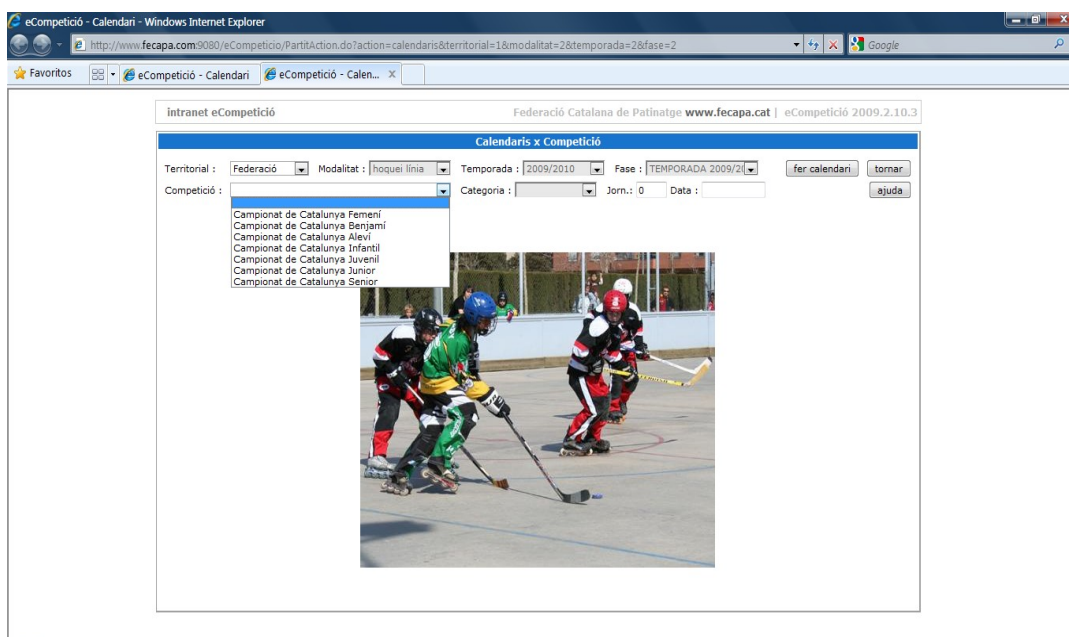 eCompetició - Calendari - Windows Internet Explorer
http://www.fecapa.com:9080/eCompeticio/PartitAction.do?action=calendaris&territorial=1&modalitat=2&temporada=2&fase=2
Google
Favoritos
eCompetició - Calendari
eCompetició - Calen...
intranet eCompetició
Federació Catalana de Patinatge www.fecapa.cat | eCompetició 2009.2.10.3
Calendaris x Competició
Territorial : Federació Modalitat : hoquei línia Temporada : 2009/2010 Fase : TEMPORADA 2009/20 fer calendari tornar
Competició : Categoria : Jorn.: 0 Data : ajuda
Campionat de Catalunya Femení
Campionat de Catalunya Benjamí
Campionat de Catalunya Aleví
Campionat de Catalunya Infantil
Campionat de Catalunya Juvenil
Campionat de Catalunya Junior
Campionat de Catalunya Senior